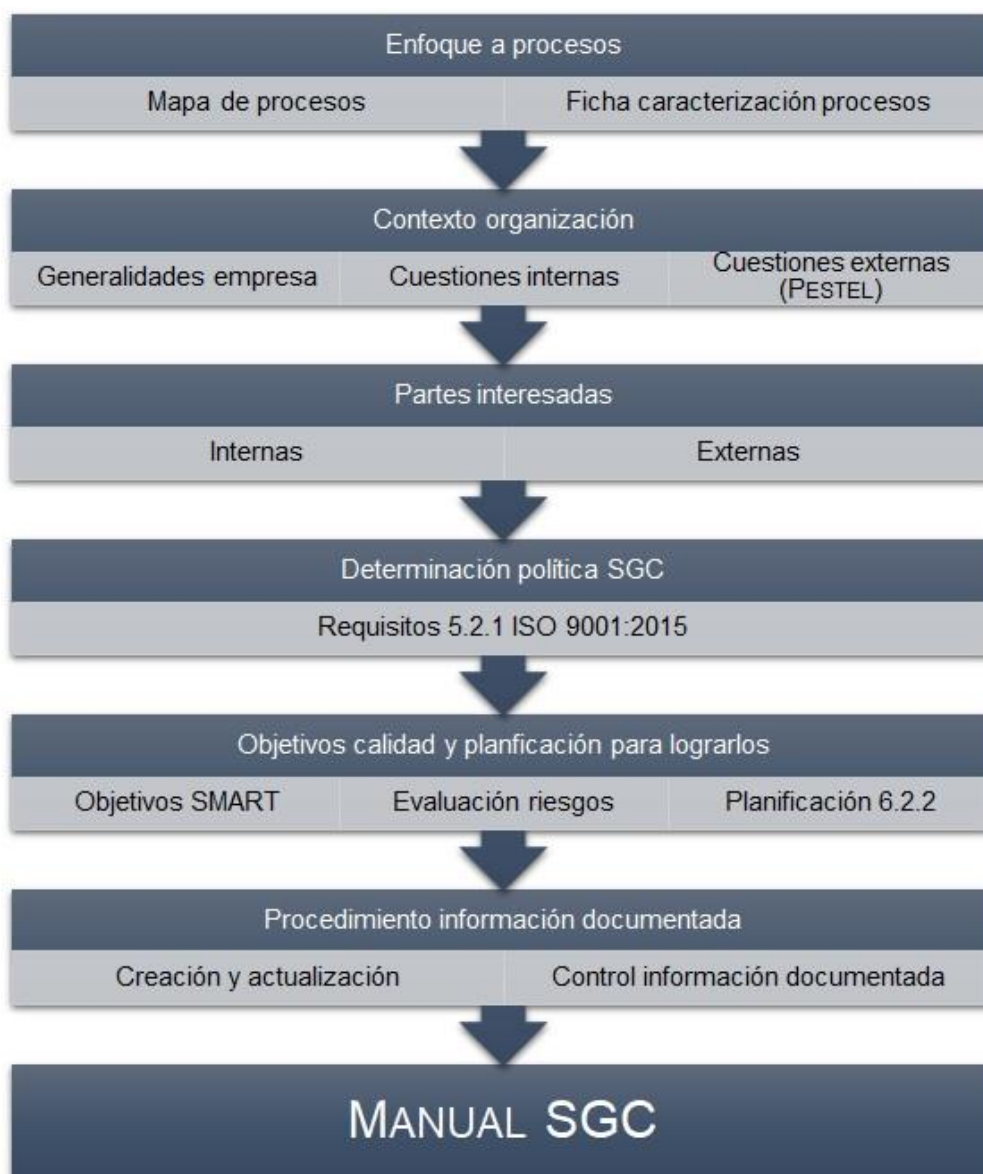 Enfoque a procesos
Mapa de procesos
Ficha caracterización procesos
Contexto organización
Generalidades empresa
Cuestiones internas
Cuestiones externas
(PESTEL)
Partes interesadas
Internas
Externas
Determinación política SGC
Requisitos 5.2.1 ISO 9001:2015
Objetivos calidad y planficación para lograrlos
Objetivos SMART
Evaluación riesgos
Planificación 6.2.2
Procedimiento información documentada
Creación y actualización
Control información documentada
MANUAL SGC